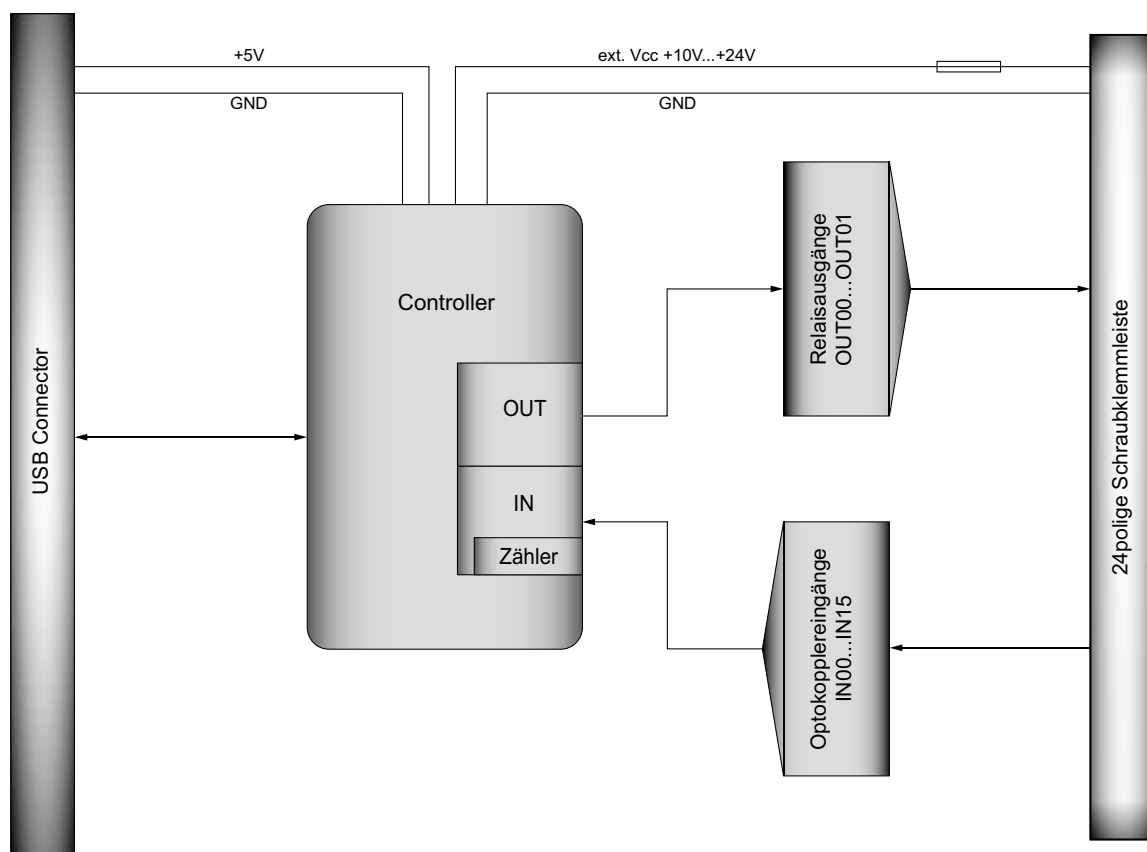 +5V
ext. Vcc +10V...+24V
GND
GND
USB Connector
Controller
OUT
IN
Zähler
Relaisausgänge
OUT00...OUT01
Optokopplereingänge
IN00...IN15
24polige Schraubklemmleiste